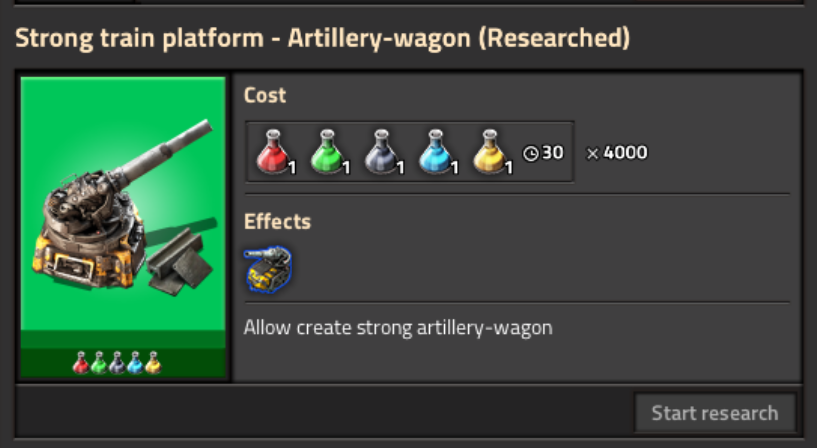 Strong train platform - Artillery-wagon (Researched)
Cost
1 1 1 1 1 30 × 4000
Effects
Allow create strong artillery-wagon
Start research